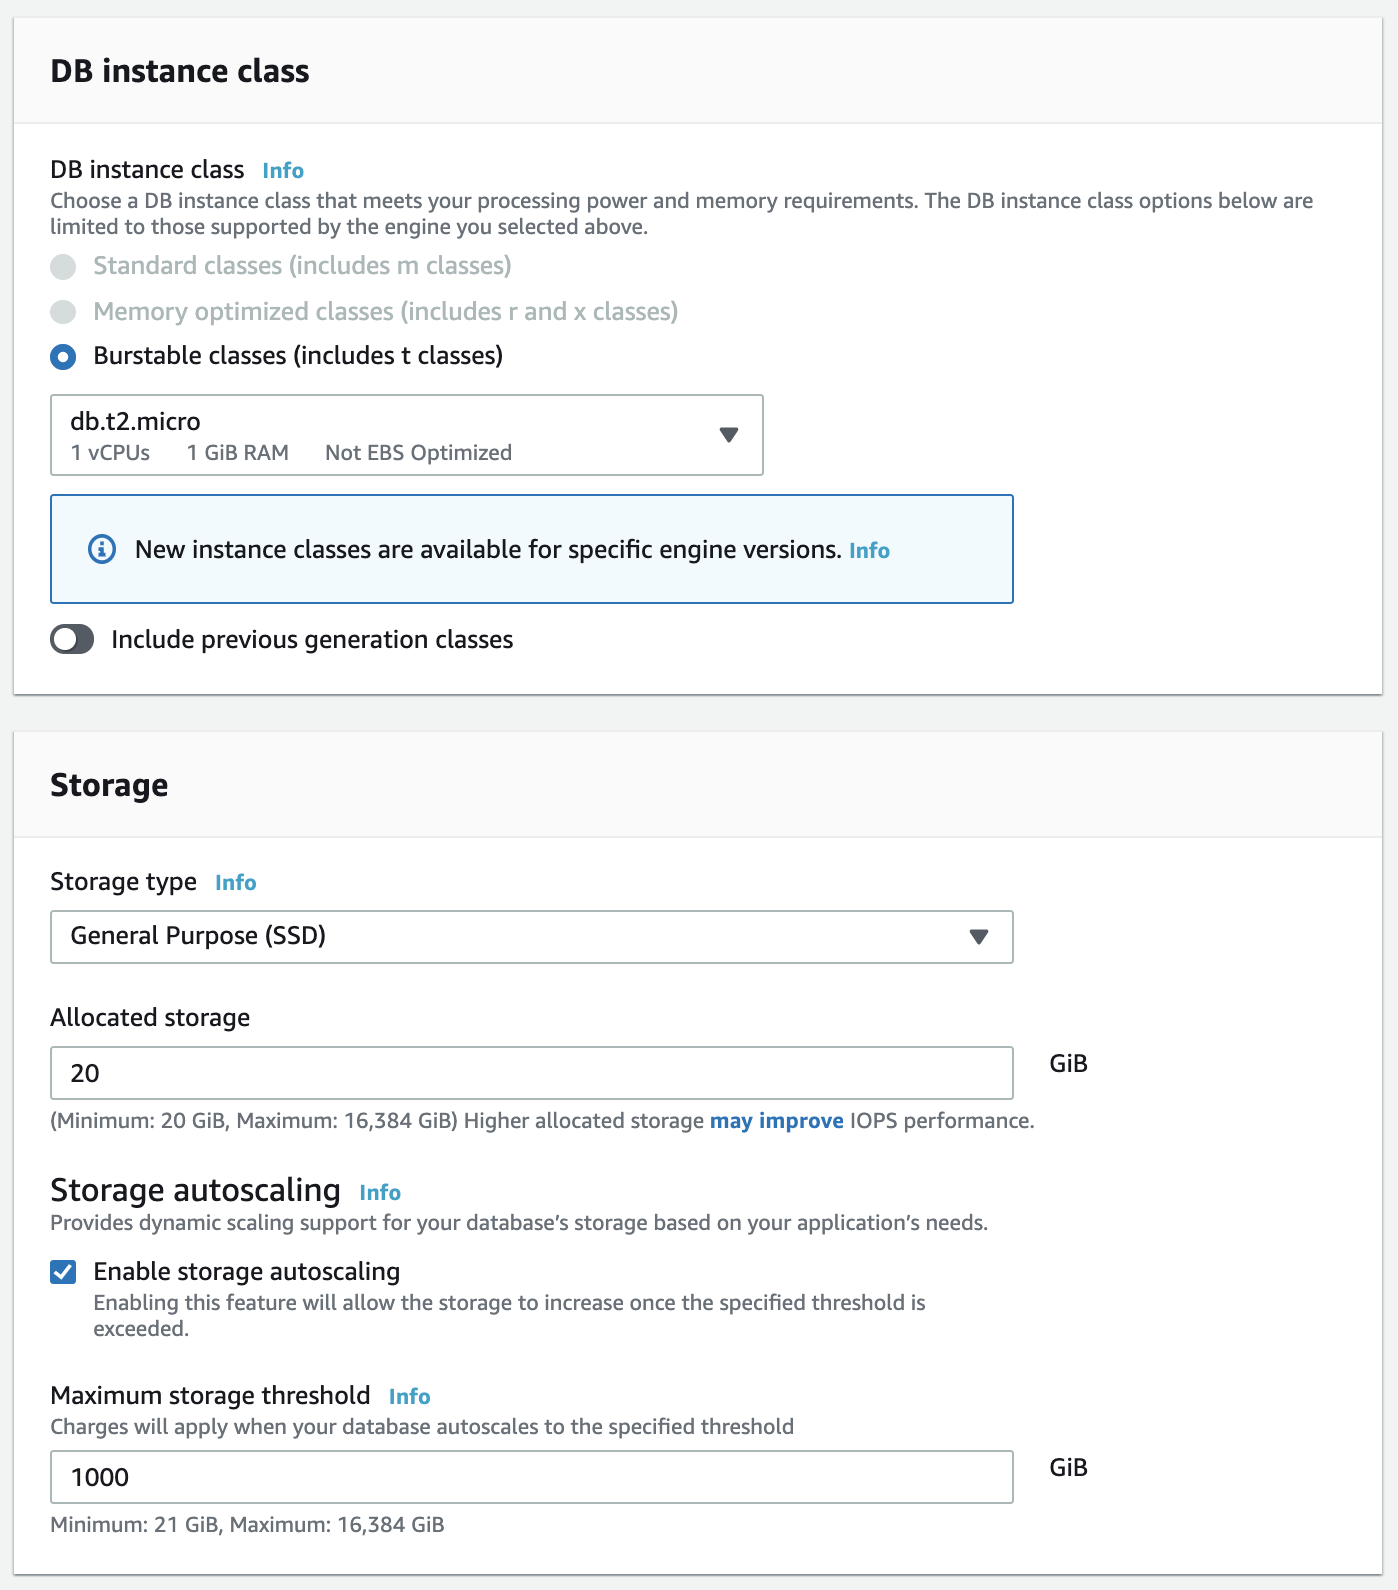 DB instance class
DB instance class Info
Choose a DB instance class that meets your processing power and memory requirements. The DB instance class options below are
limited to those supported by the engine you selected above.
Standard classes (includes m classes)
Memory optimized classes (includes r and x classes)
Burstable classes (includes t classes)
db.t2.micro
1 vCPUs 1 GiB RAM Not EBS Optimized
New instance classes are available for specific engine versions. Info
Include previous generation classes
Storage
Storage type Info
General Purpose (SSD)
Allocated storage
20 GiB
(Minimum: 20 GiB, Maximum: 16,384 GiB) Higher allocated storage may improve IOPS performance.
Storage autoscaling Info
Provides dynamic scaling support for your database’s storage based on your application’s needs.
Enable storage autoscaling
Enabling this feature will allow the storage to increase once the specified threshold is
exceeded.
Maximum storage threshold Info
Charges will apply when your database autoscales to the specified threshold
1000 GiB
Minimum: 21 GiB, Maximum: 16,384 GiB